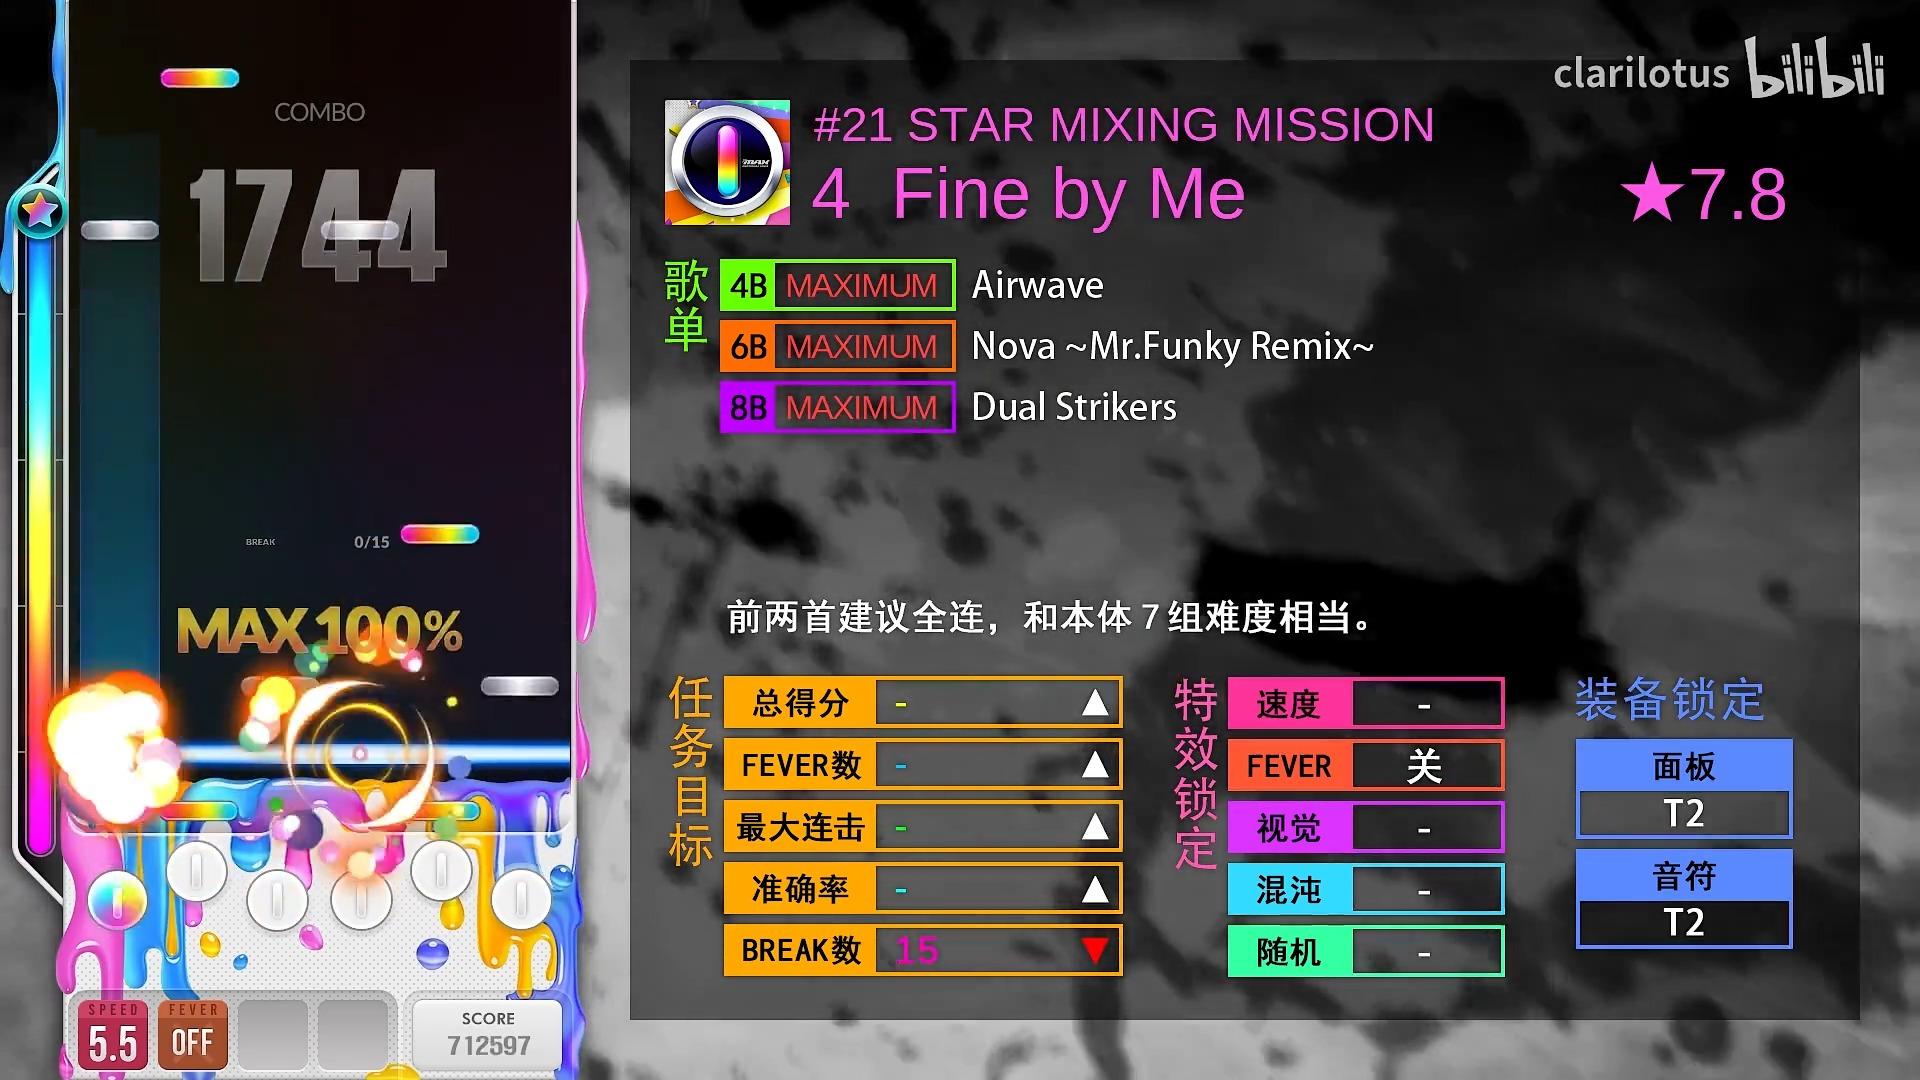 COMBO
1744
BREAK 0/15
MAX 100%
SPEED
5.5
FEVER
OFF
SCORE
712597
clarilotus bilibili
#21 STAR MIXING MISSION
4 Fine by Me
★7.8
歌单
4B MAXIMUM Airwave
6B MAXIMUM Nova ~Mr.Funky Remix~
8B MAXIMUM Dual Strikers
前两首建议全连，和本体7组难度相当。
任务目标
总得分 - ▲
FEVER数 - ▲
最大连击 - ▲
准确率 - ▲
BREAK数 15 ▼
特效锁定
速度 -
FEVER 关
视觉 -
混沌 -
随机 -
装备锁定
面板
T2
音符
T2